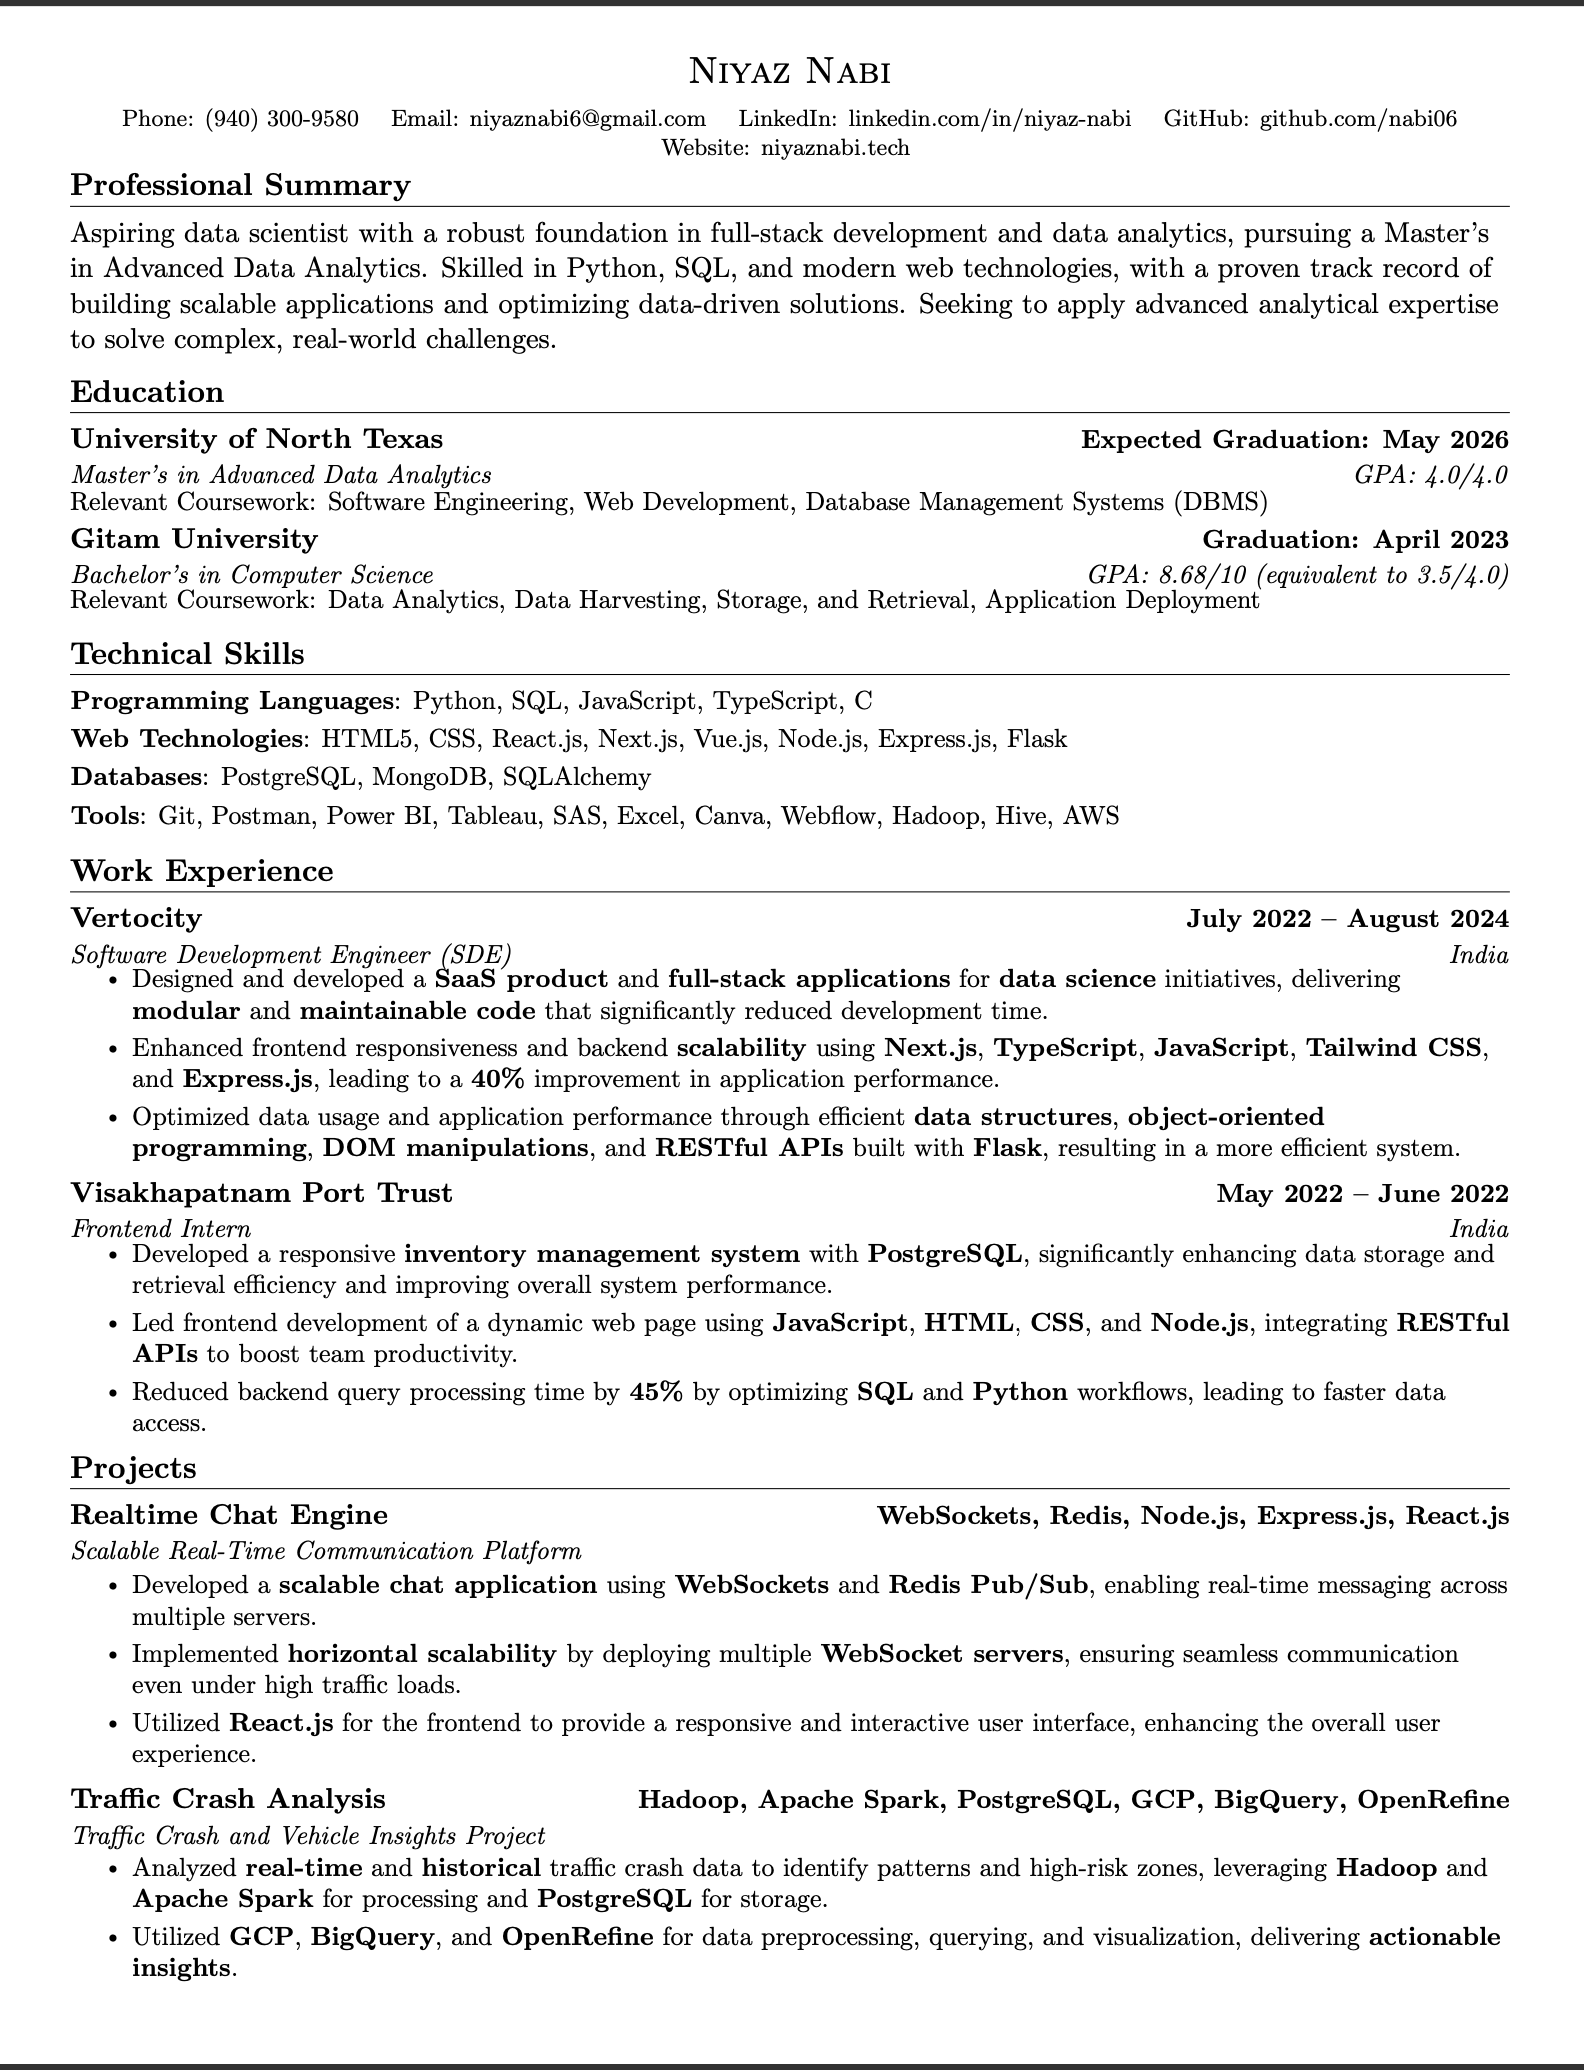 Niyaz Nabi
Phone: (940) 300-9580 Email: niyaznabi6@gmail.com LinkedIn: linkedin.com/in/niyaz-nabi GitHub: github.com/nabi06
Website: niyaznabi.tech
Professional Summary
Aspiring data scientist with a robust foundation in full-stack development and data analytics, pursuing a Master's
in Advanced Data Analytics. Skilled in Python, SQL, and modern web technologies, with a proven track record of
building scalable applications and optimizing data-driven solutions. Seeking to apply advanced analytical expertise
to solve complex, real-world challenges.
Education
University of North Texas Expected Graduation: May 2026
Master's in Advanced Data Analytics GPA: 4.0/4.0
Relevant Coursework: Software Engineering, Web Development, Database Management Systems (DBMS)
Gitam University Graduation: April 2023
Bachelor's in Computer Science GPA: 8.68/10 (equivalent to 3.5/4.0)
Relevant Coursework: Data Analytics, Data Harvesting, Storage, and Retrieval, Application Deployment
Technical Skills
Programming Languages: Python, SQL, JavaScript, TypeScript, C
Web Technologies: HTML5, CSS, React.js, Next.js, Vue.js, Node.js, Express.js, Flask
Databases: PostgreSQL, MongoDB, SQLAlchemy
Tools: Git, Postman, Power BI, Tableau, SAS, Excel, Canva, Webflow, Hadoop, Hive, AWS
Work Experience
Vertocity July 2022 – August 2024
Software Development Engineer (SDE) India
• Designed and developed a SaaS product and full-stack applications for data science initiatives, delivering
modular and maintainable code that significantly reduced development time.
• Enhanced frontend responsiveness and backend scalability using Next.js, TypeScript, JavaScript, Tailwind CSS,
and Express.js, leading to a 40% improvement in application performance.
• Optimized data usage and application performance through efficient data structures, object-oriented
programming, DOM manipulations, and RESTful APIs built with Flask, resulting in a more efficient system.
Visakhapatnam Port Trust May 2022 – June 2022
Frontend Intern India
• Developed a responsive inventory management system with PostgreSQL, significantly enhancing data storage and
retrieval efficiency and improving overall system performance.
• Led frontend development of a dynamic web page using JavaScript, HTML, CSS, and Node.js, integrating RESTful
APIs to boost team productivity.
• Reduced backend query processing time by 45% by optimizing SQL and Python workflows, leading to faster data
access.
Projects
Realtime Chat Engine WebSockets, Redis, Node.js, Express.js, React.js
Scalable Real-Time Communication Platform
• Developed a scalable chat application using WebSockets and Redis Pub/Sub, enabling real-time messaging across
multiple servers.
• Implemented horizontal scalability by deploying multiple WebSocket servers, ensuring seamless communication
even under high traffic loads.
• Utilized React.js for the frontend to provide a responsive and interactive user interface, enhancing the overall user
experience.
Traffic Crash Analysis Hadoop, Apache Spark, PostgreSQL, GCP, BigQuery, OpenRefine
Traffic Crash and Vehicle Insights Project
• Analyzed real-time and historical traffic crash data to identify patterns and high-risk zones, leveraging Hadoop and
Apache Spark for processing and PostgreSQL for storage.
• Utilized GCP, BigQuery, and OpenRefine for data preprocessing, querying, and visualization, delivering actionable
insights.